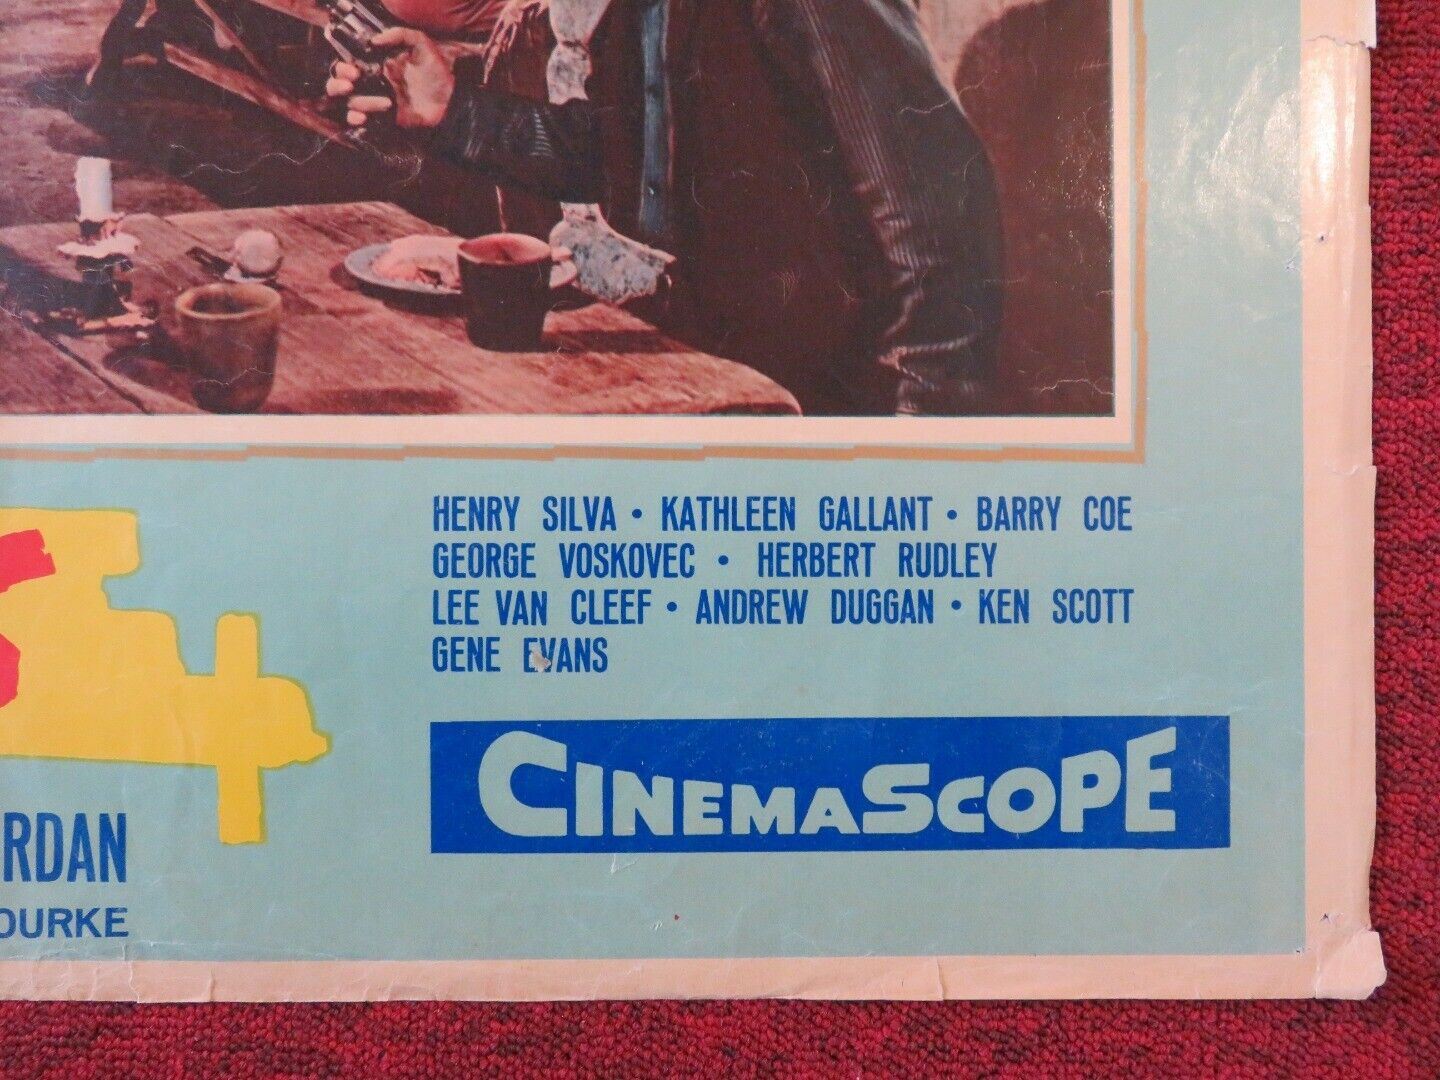 HENRY SILVA • KATHLEEN GALLANT • BARRY COE
GEORGE VOSKOVEC • HERBERT RUDLEY
LEE VAN CLEEF • ANDREW DUGGAN • KEN SCOTT
GENE EVANS
CINEMASCOPE
RDAN
OURKE